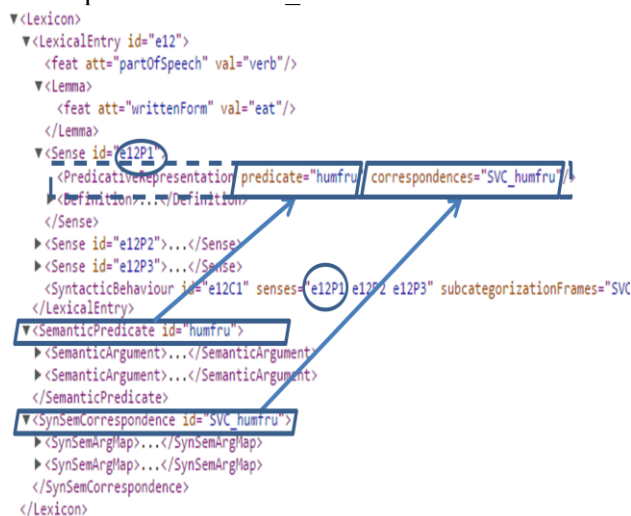 ▼<Lexicon>
▼<LexicalEntry id="e12">
<feat att="partOfSpeech" val="verb"/>
▼<Lemma>
<feat att="writtenForm" val="eat"/>
</Lemma>
▼<Sense id="e12P1">
<PredicativeRepresentation predicate="humfru" correspondences="SVC_humfru"/>
▶<Definition>...</Definition>
</Sense>
▶<Sense id="e12P2">...</Sense>
▶<Sense id="e12P3">...</Sense>
<SyntacticBehaviour id="e12C1" senses="e12P1 e12P2 e12P3" subcategorizationFrames="SVC
</LexicalEntry>
▼<SemanticPredicate id="humfru">
▶<SemanticArgument>...</SemanticArgument>
▶<SemanticArgument>...</SemanticArgument>
</SemanticPredicate>
▼<SynSemCorrespondence id="SVC_humfru">
▶<SynSemArgMap>...</SynSemArgMap>
▶<SynSemArgMap>...</SynSemArgMap>
</SynSemCorrespondence>
</Lexicon>